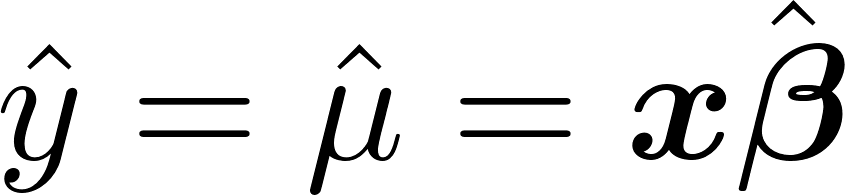 ŷ = μ̂ = 𝒙𝜷̂